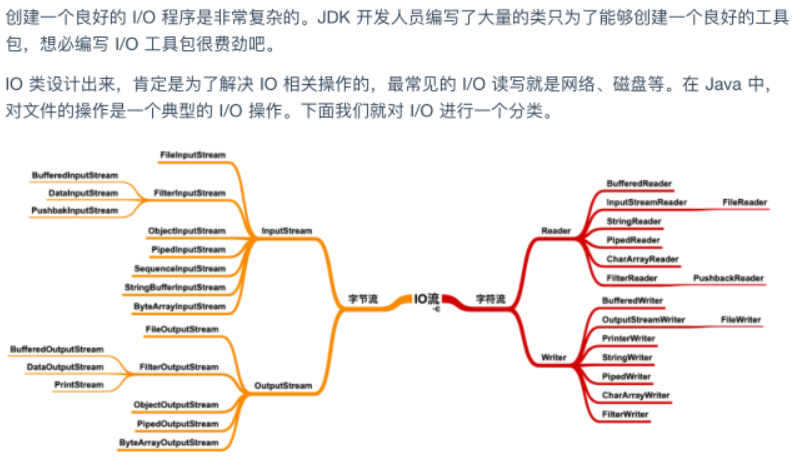 创建一个良好的 I/O 程序是非常复杂的。JDK 开发人员编写了大量的类只为了能够创建一个良好的工具
包，想必编写 I/O 工具包很费劲吧。
IO 类设计出来，肯定是为了解决 IO 相关操作的，最常见的 I/O 读写就是网络、磁盘等。在 Java 中，
对文件的操作是一个典型的 I/O 操作。下面我们就对 I/O 进行一个分类。
FileInputStream
BufferedInputStream
DataInputStream
PushbakInputStream
FilterInputStream
ObjectInputStream
PipedInputStream
SequenceInputStream
StringBufferInputStream
ByteArrayInputStream
InputStream
FileOutputStream
BufferedOutputStream
DataOutputStream
PrintStream
FilterOutputStream
ObjectOutputStream
PipedOutputStream
ByteArrayOutputStream
OutputStream
字节流
IO流
字符流
Reader
BufferedReader
InputStreamReader
FileReader
StringReader
PipedReader
CharArrayReader
FilterReader
PushbackReader
Writer
BufferedWriter
OutputStreamWriter
FileWriter
PrinterWriter
StringWriter
PipedWriter
CharArrayWriter
FilterWriter